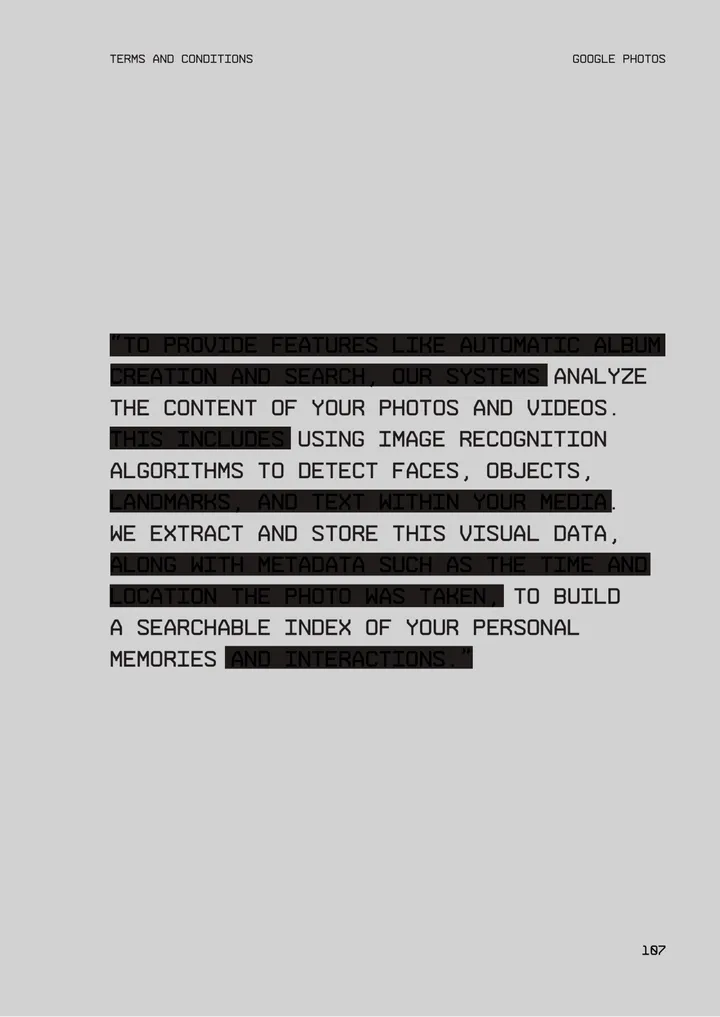 TERMS AND CONDITIONS
GOOGLE PHOTOS
"TO PROVIDE FEATURES LIKE AUTOMATIC ALBUM
CREATION AND SEARCH, OUR SYSTEMS ANALYZE
THE CONTENT OF YOUR PHOTOS AND VIDEOS.
THIS INCLUDES USING IMAGE RECOGNITION
ALGORITHMS TO DETECT FACES, OBJECTS,
LANDMARKS, AND TEXT WITHIN YOUR MEDIA.
WE EXTRACT AND STORE THIS VISUAL DATA,
ALONG WITH METADATA SUCH AS THE TIME AND
LOCATION THE PHOTO WAS TAKEN, TO BUILD
A SEARCHABLE INDEX OF YOUR PERSONAL
MEMORIES AND INTERACTIONS."
107